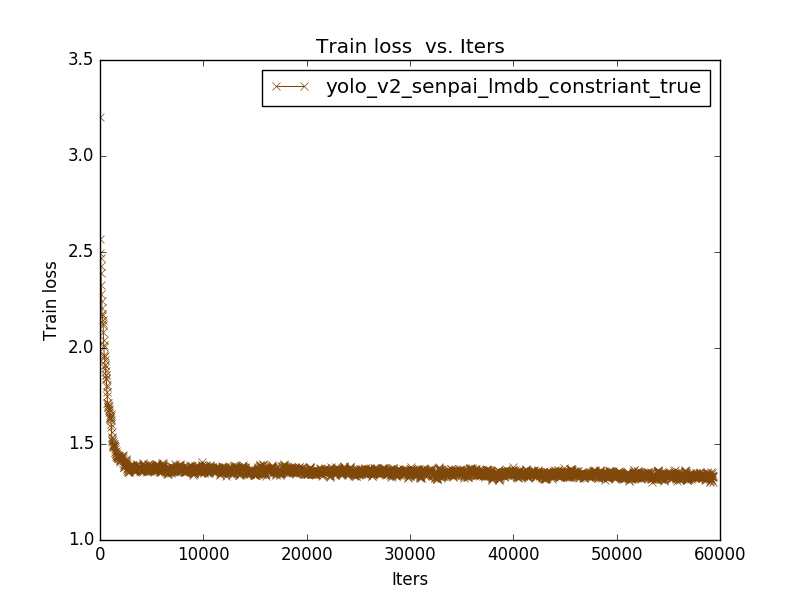 Train loss  vs. Iters
yolo_v2_senpai_lmdb_constriant_true
3.5
3.0
2.5
2.0
1.5
1.0
Train loss
0 10000 20000 30000 40000 50000 60000
Iters